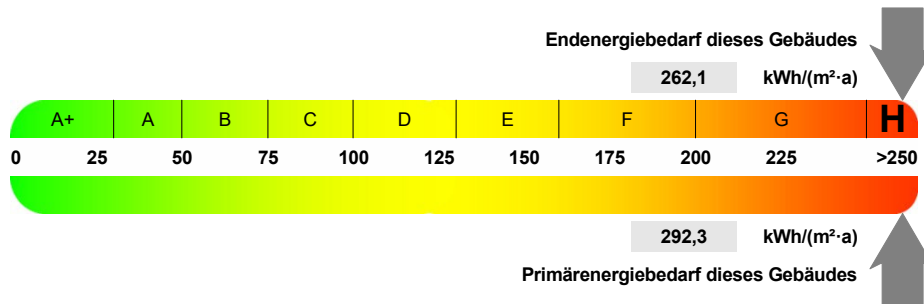 Endenergiebedarf dieses Gebäudes
262,1 kWh/(m²·a)
A+ A B C D E F G H
0 25 50 75 100 125 150 175 200 225 >250
292,3 kWh/(m²·a)
Primärenergiebedarf dieses Gebäudes